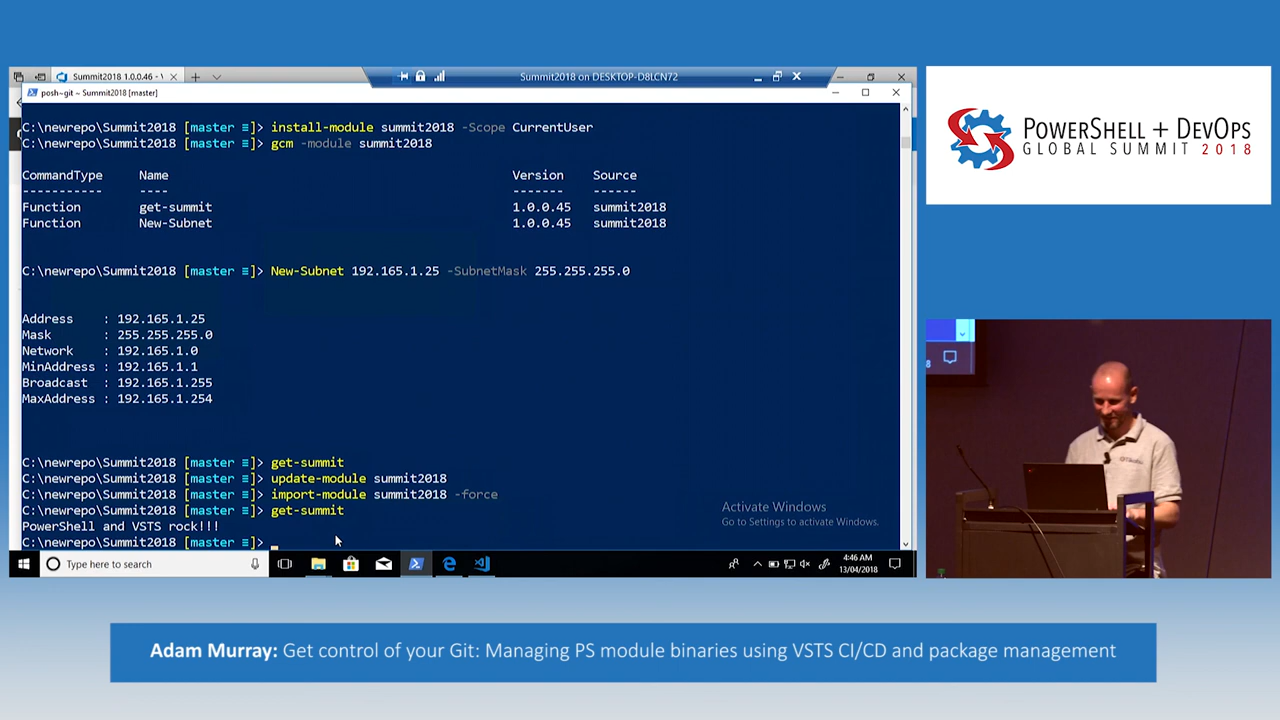 Summit2018 1.0.0.46 - V
Summit2018 on DESKTOP-D8LCN72
posh~git ~ Summit2018 [master]
C:\newrepo\Summit2018 [master ≡]> install-module summit2018 -Scope CurrentUser
C:\newrepo\Summit2018 [master ≡]> gcm -module summit2018
CommandType Name Version Source
----------- ---- ------- ------
Function get-summit 1.0.0.45 summit2018
Function New-Subnet 1.0.0.45 summit2018
C:\newrepo\Summit2018 [master ≡]> New-Subnet 192.165.1.25 -SubnetMask 255.255.255.0
Address : 192.165.1.25
Mask : 255.255.255.0
Network : 192.165.1.0
MinAddress : 192.165.1.1
Broadcast : 192.165.1.255
MaxAddress : 192.165.1.254
C:\newrepo\Summit2018 [master ≡]> get-summit
C:\newrepo\Summit2018 [master ≡]> update-module summit2018
C:\newrepo\Summit2018 [master ≡]> import-module summit2018 -force
C:\newrepo\Summit2018 [master ≡]> get-summit
PowerShell and VSTS rock!!!
C:\newrepo\Summit2018 [master ≡]> _
Activate Windows
Go to Settings to activate Windows.
Type here to search
4:46 AM
13/04/2018
POWERSHELL + DEVOPS
GLOBAL SUMMIT 2018
Adam Murray: Get control of your Git: Managing PS module binaries using VSTS CI/CD and package management